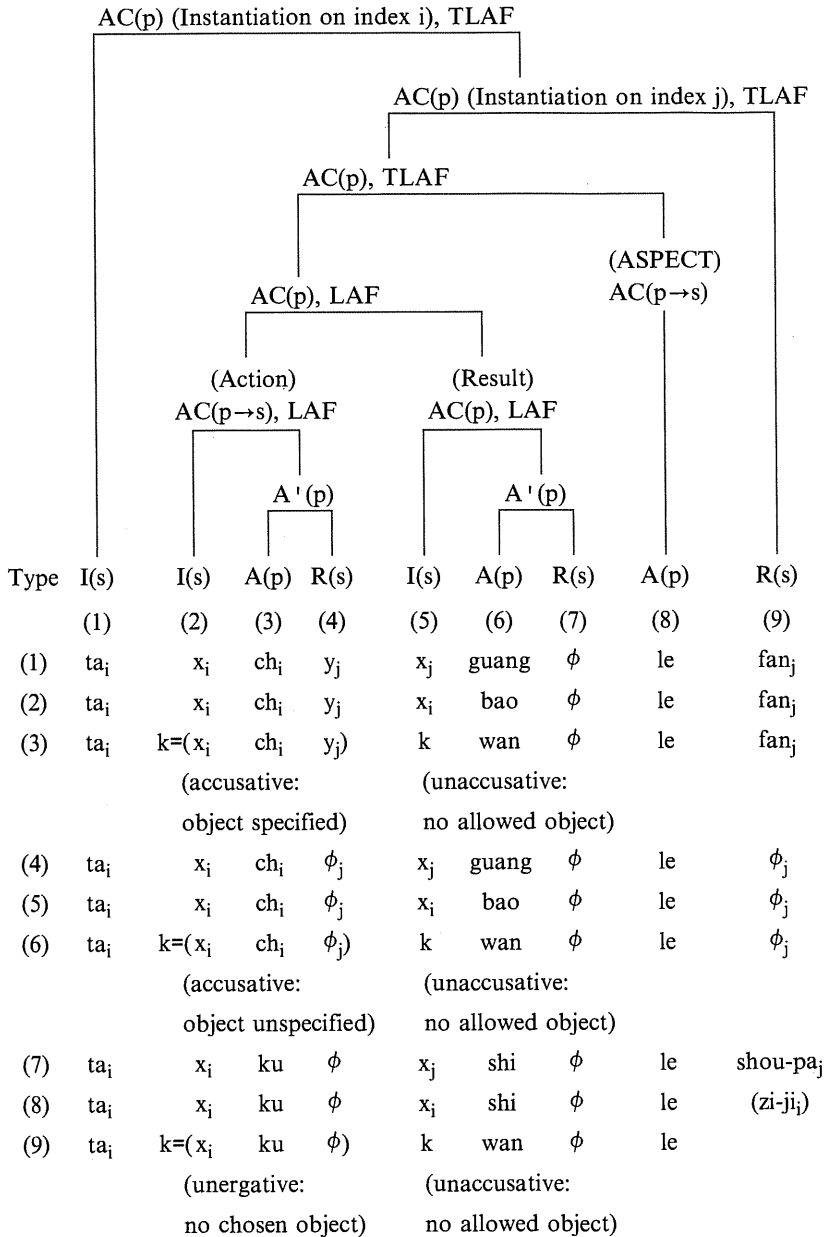 AC(p) (Instantiation on index i), TLAF
AC(p) (Instantiation on index j), TLAF
AC(p), TLAF
(ASPECT)
AC(p→s)
AC(p), LAF
(Action) (Result)
AC(p→s), LAF AC(p), LAF
A'(p) A'(p)
Type I(s) I(s) A(p) R(s) I(s) A(p) R(s) A(p) R(s)
(1) (2) (3) (4) (5) (6) (7) (8) (9)
(1) taᵢ xᵢ chᵢ yⱼ xⱼ guang ϕ le fanⱼ
(2) taᵢ xᵢ chᵢ yⱼ xᵢ bao ϕ le fanⱼ
(3) taᵢ k=(xᵢ chᵢ yⱼ) k wan ϕ le fanⱼ
(accusative: (unaccusative:
object specified) no allowed object)
(4) taᵢ xᵢ chᵢ ϕⱼ xⱼ guang ϕ le ϕⱼ
(5) taᵢ xᵢ chᵢ ϕⱼ xᵢ bao ϕ le ϕⱼ
(6) taᵢ k=(xᵢ chᵢ ϕⱼ) k wan ϕ le ϕⱼ
(accusative: (unaccusative:
object unspecified) no allowed object)
(7) taᵢ xᵢ ku ϕ xⱼ shi ϕ le shou-paⱼ
(8) taᵢ xᵢ ku ϕ xᵢ shi ϕ le (zi-jiᵢ)
(9) taᵢ k=(xᵢ ku ϕ) k wan ϕ le
(unergative: (unaccusative:
no chosen object) no allowed object)